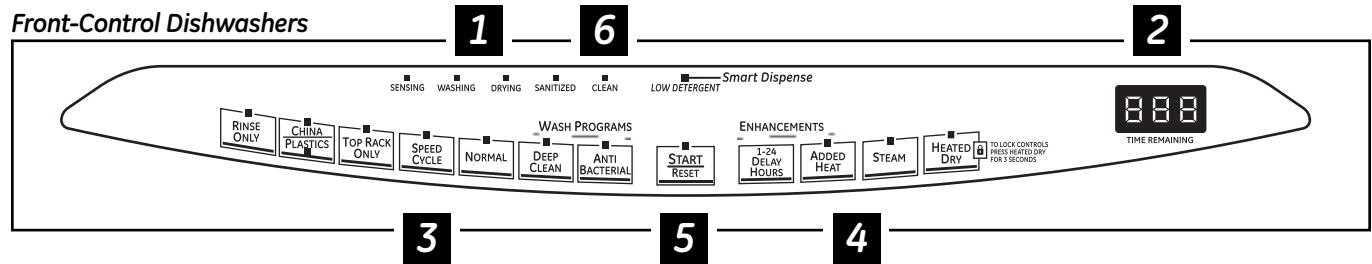 Front-Control Dishwashers
1
6
2
SENSING
WASHING
DRYING
SANITIZED
CLEAN
LOW DETERGENT
Smart Dispense
888
TIME REMAINING
WASH PROGRAMS
ENHANCEMENTS
RINSE
ONLY
CHINA
PLASTICS
TOP RACK
ONLY
SPEED
CYCLE
NORMAL
DEEP
CLEAN
ANTI
BACTERIAL
START
RESET
1-24
DELAY
HOURS
ADDED
HEAT
STEAM
HEATED
DRY
TO LOCK CONTROLS
PRESS HEATED DRY
FOR 3 SECONDS
3
5
4